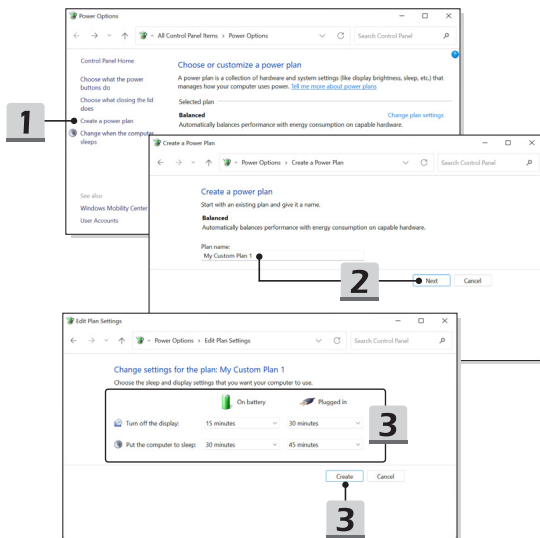 Power Options
All Control Panel Items › Power Options
Search Control Panel
Control Panel Home
Choose what the power
buttons do
Choose what closing the lid
does
Create a power plan
Change when the computer
sleeps
See also
Windows Mobility Center
User Accounts
Choose or customize a power plan
A power plan is a collection of hardware and system settings (like display brightness, sleep, etc.) that
manages how your computer uses power. Tell me more about power plans
Selected plan
Balanced
Change plan settings
Automatically balances performance with energy consumption on capable hardware.
1
Create a Power Plan
Power Options › Create a Power Plan
Search Control Panel
Create a power plan
Start with an existing plan and give it a name.
Balanced
Automatically balances performance with energy consumption on capable hardware.
Plan name:
My Custom Plan 1
2
Next
Cancel
Edit Plan Settings
Power Options › Edit Plan Settings
Search Control Panel
Change settings for the plan: My Custom Plan 1
Choose the sleep and display settings that you want your computer to use.
On battery
Plugged in
Turn off the display:
15 minutes
30 minutes
Put the computer to sleep:
30 minutes
45 minutes
3
Create
Cancel
3